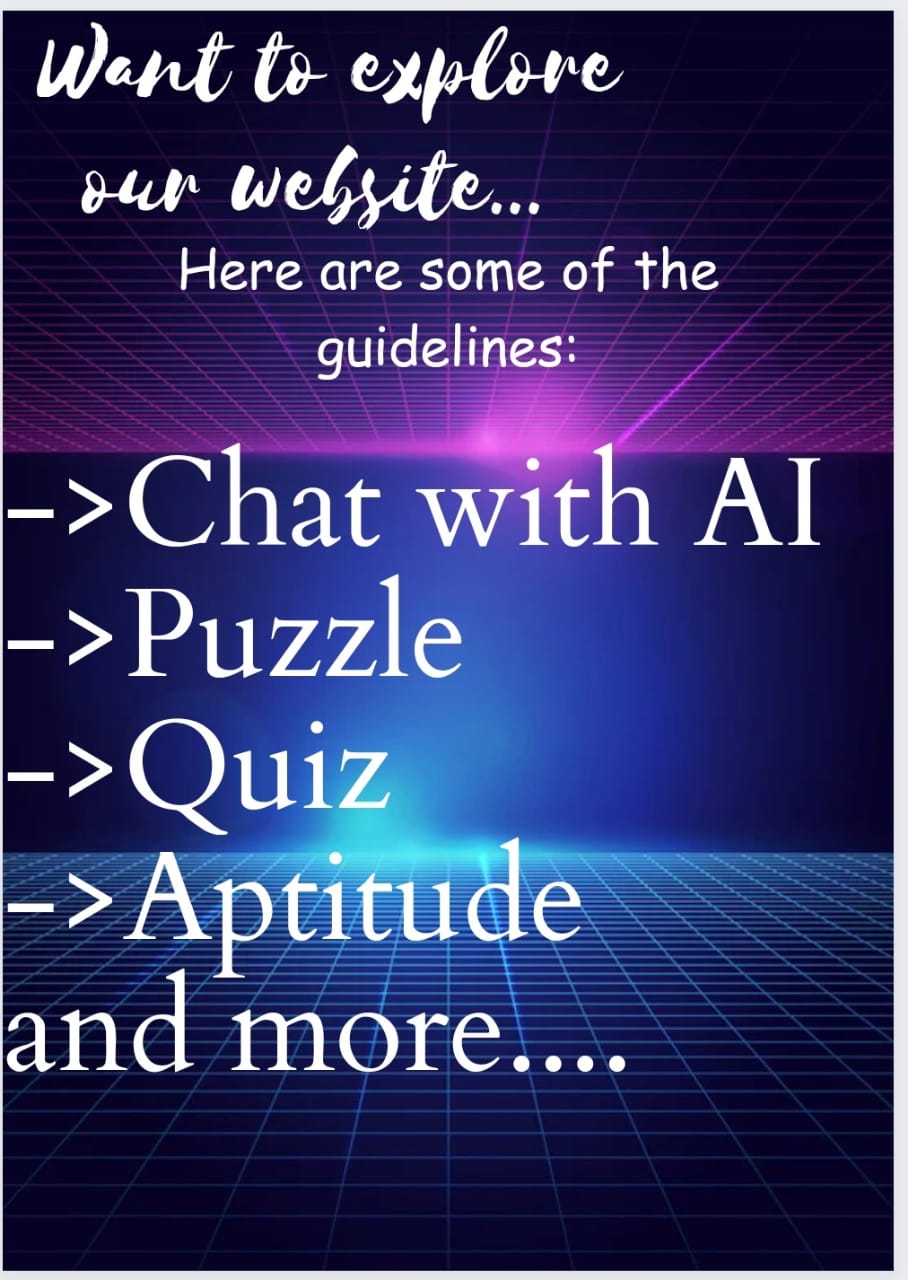 Want to explore
our website...
Here are some of the
guidelines:
->Chat with AI
->Puzzle
->Quiz
->Aptitude
and more....